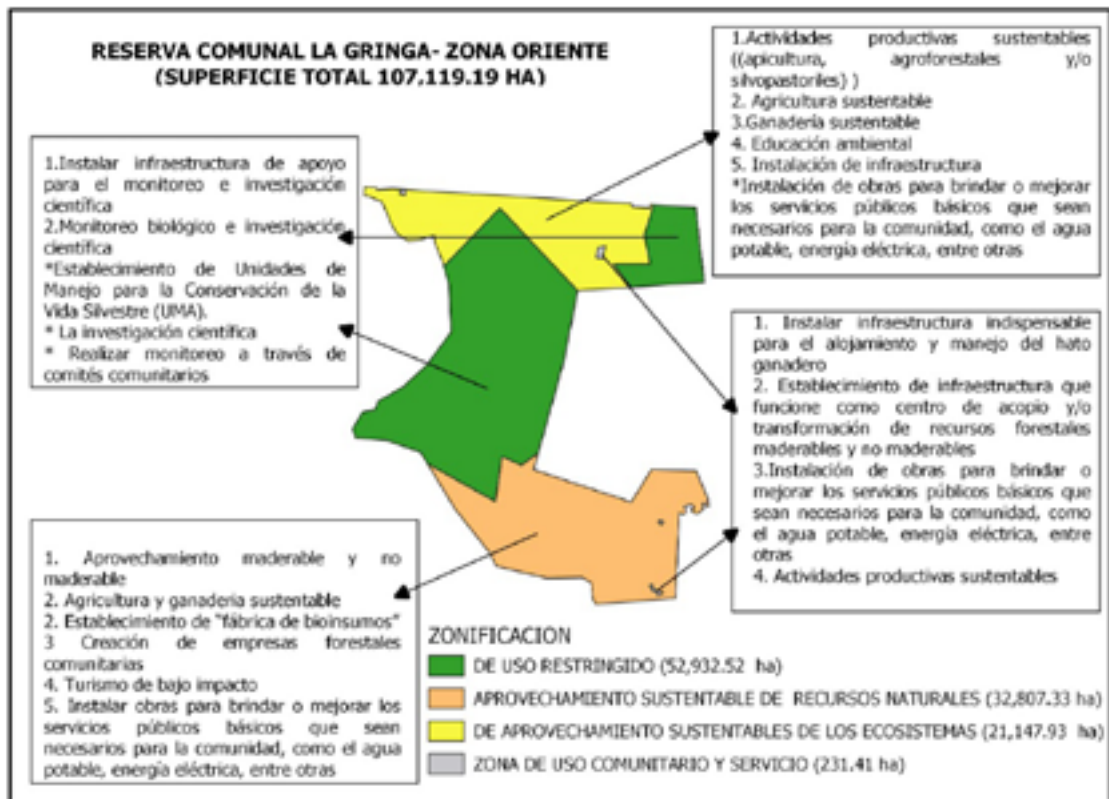 RESERVA COMUNAL LA GRINGA- ZONA ORIENTE
(SUPERFICIE TOTAL 107,119.19 HA)
1.Instalar infraestructura de apoyo
para el monitoreo e investigación
científica
2.Monitoreo biológico e investigación
científica
*Establecimiento de Unidades de
Manejo para la Conservación de la
Vida Silvestre (UMA).
* La investigación científica
* Realizar monitoreo a través de
comités comunitarios
1.Actividades productivas sustentables
((apicultura, agroforestales y/o
silvopastoriles) )
2. Agricultura sustentable
3.Ganadería sustentable
4. Educación ambiental
5. Instalación de infraestructura
*Instalación de obras para brindar o mejorar
los servicios públicos básicos que sean
necesarios para la comunidad, como el agua
potable, energía eléctrica, entre otras
1. Instalar infraestructura indispensable
para el alojamiento y manejo del hato
ganadero
2. Establecimiento de infraestructura que
funcione como centro de acopio y/o
transformación de recursos forestales
maderables y no maderables
3.Instalación de obras para brindar o
mejorar los servicios públicos básicos que
sean necesarios para la comunidad, como
el agua potable, energía eléctrica, entre
otras
4. Actividades productivas sustentables
1. Aprovechamiento maderable y no
maderable
2. Agricultura y ganaderia sustentable
2. Establecimiento de "fábrica de bioinsumos"
3 Creación de empresas forestales
comunitarias
4. Turismo de bajo impacto
5. Instalar obras para brindar o mejorar los
servicios públicos básicos que sean
necesarios para la comunidad, como el agua
potable, energía eléctrica, entre otras
ZONIFICACION
DE USO RESTRINGIDO (52,932.52 ha)
APROVECHAMIENTO SUSTENTABLE DE RECURSOS NATURALES (32,807.33 ha)
DE APROVECHAMIENTO SUSTENTABLES DE LOS ECOSISTEMAS (21,147.93 ha)
ZONA DE USO COMUNITARIO Y SERVICIO (231.41 ha)